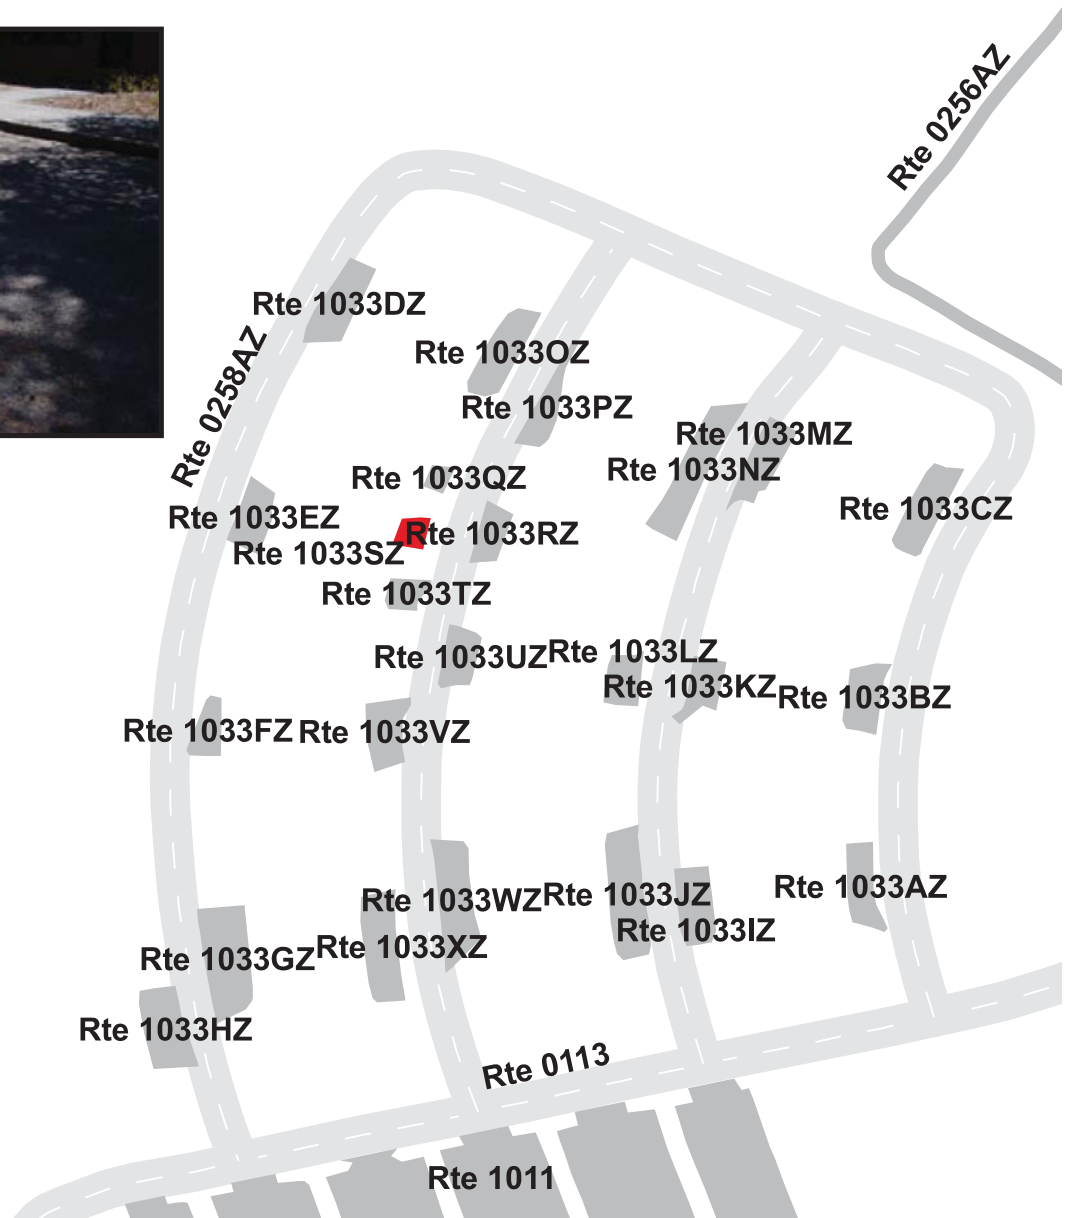 Rte 0256AZ
Rte 1033DZ
Rte 0258AZ
Rte 1033OZ
Rte 1033PZ
Rte 1033MZ
Rte 1033NZ
Rte 1033QZ
Rte 1033CZ
Rte 1033EZ
Rte 1033RZ
Rte 1033SZ
Rte 1033TZ
Rte 1033UZ
Rte 1033LZ
Rte 1033KZ
Rte 1033BZ
Rte 1033FZ
Rte 1033VZ
Rte 1033WZ
Rte 1033JZ
Rte 1033AZ
Rte 1033IZ
Rte 1033XZ
Rte 1033GZ
Rte 1033HZ
Rte 0113
Rte 1011